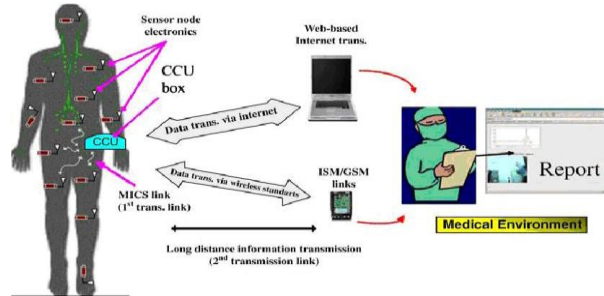 Sensor node
electronics
CCU
box
CCU
MICS link
(1st trans. link)
Web-based
Internet trans.
Data trans. via internet
Data trans. via wireless standarts
ISM/GSM
links
Long distance information transmission
(2nd transmission link)
Report
Medical Environment